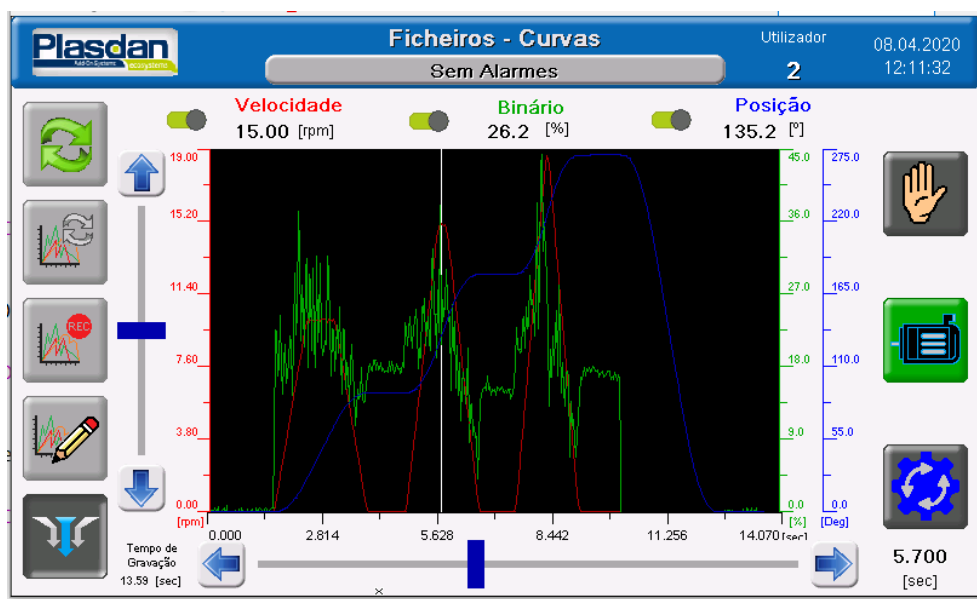 Plasdan
Add-On Systems
ecosystems
Ficheiros - Curvas
Sem Alarmes
Utilizador
2
08.04.2020
12:11:32
Velocidade
15.00 [rpm]
Binário
26.2 [%]
Posição
135.2 [º]
REC
19.00
15.20
11.40
7.60
3.80
0.00
[rpm]
45.0
36.0
27.0
18.0
9.0
0.0
[%]
275.0
220.0
165.0
110.0
55.0
0.0
[Deg]
0.000 2.814 5.628 8.442 11.256 14.070 [sec]
Tempo de
Gravação
13.59 [sec]
5.700
[sec]
x